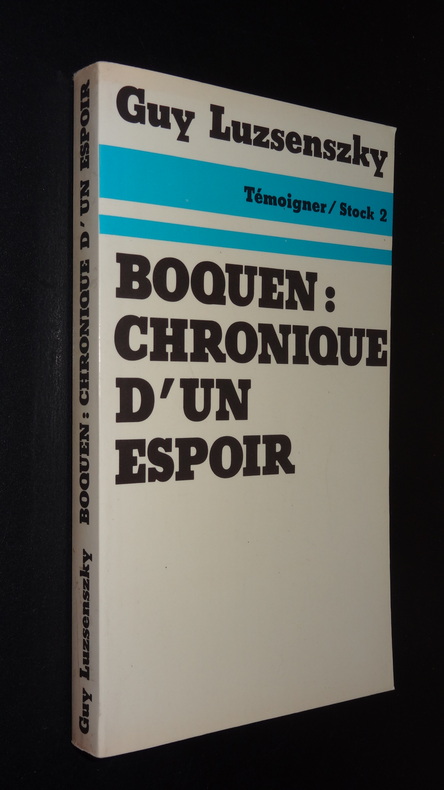 Guy Luzsenszky
Témoigner / Stock 2
BOQUEN :
CHRONIQUE
D'UN
ESPOIR
Guy Luzsenszky BOQUEN : CHRONIQUE D'UN ESPOIR